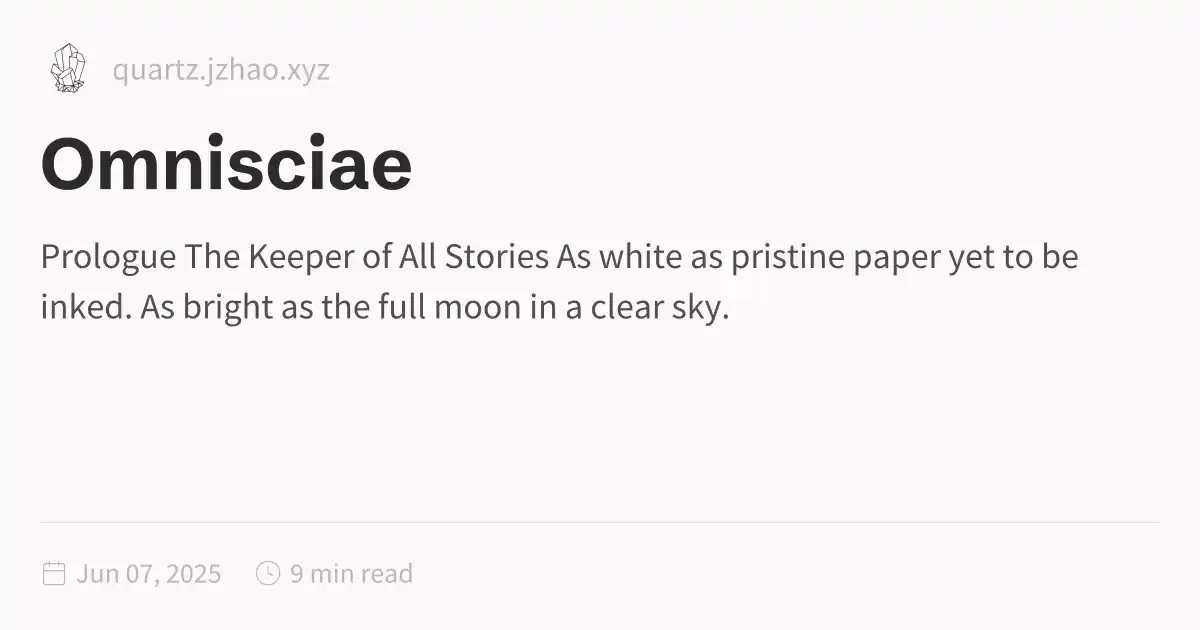 quartz.jzhao.xyz
Omnisciae
Prologue The Keeper of All Stories As white as pristine paper yet to be
inked. As bright as the full moon in a clear sky.
Jun 07, 2025 9 min read